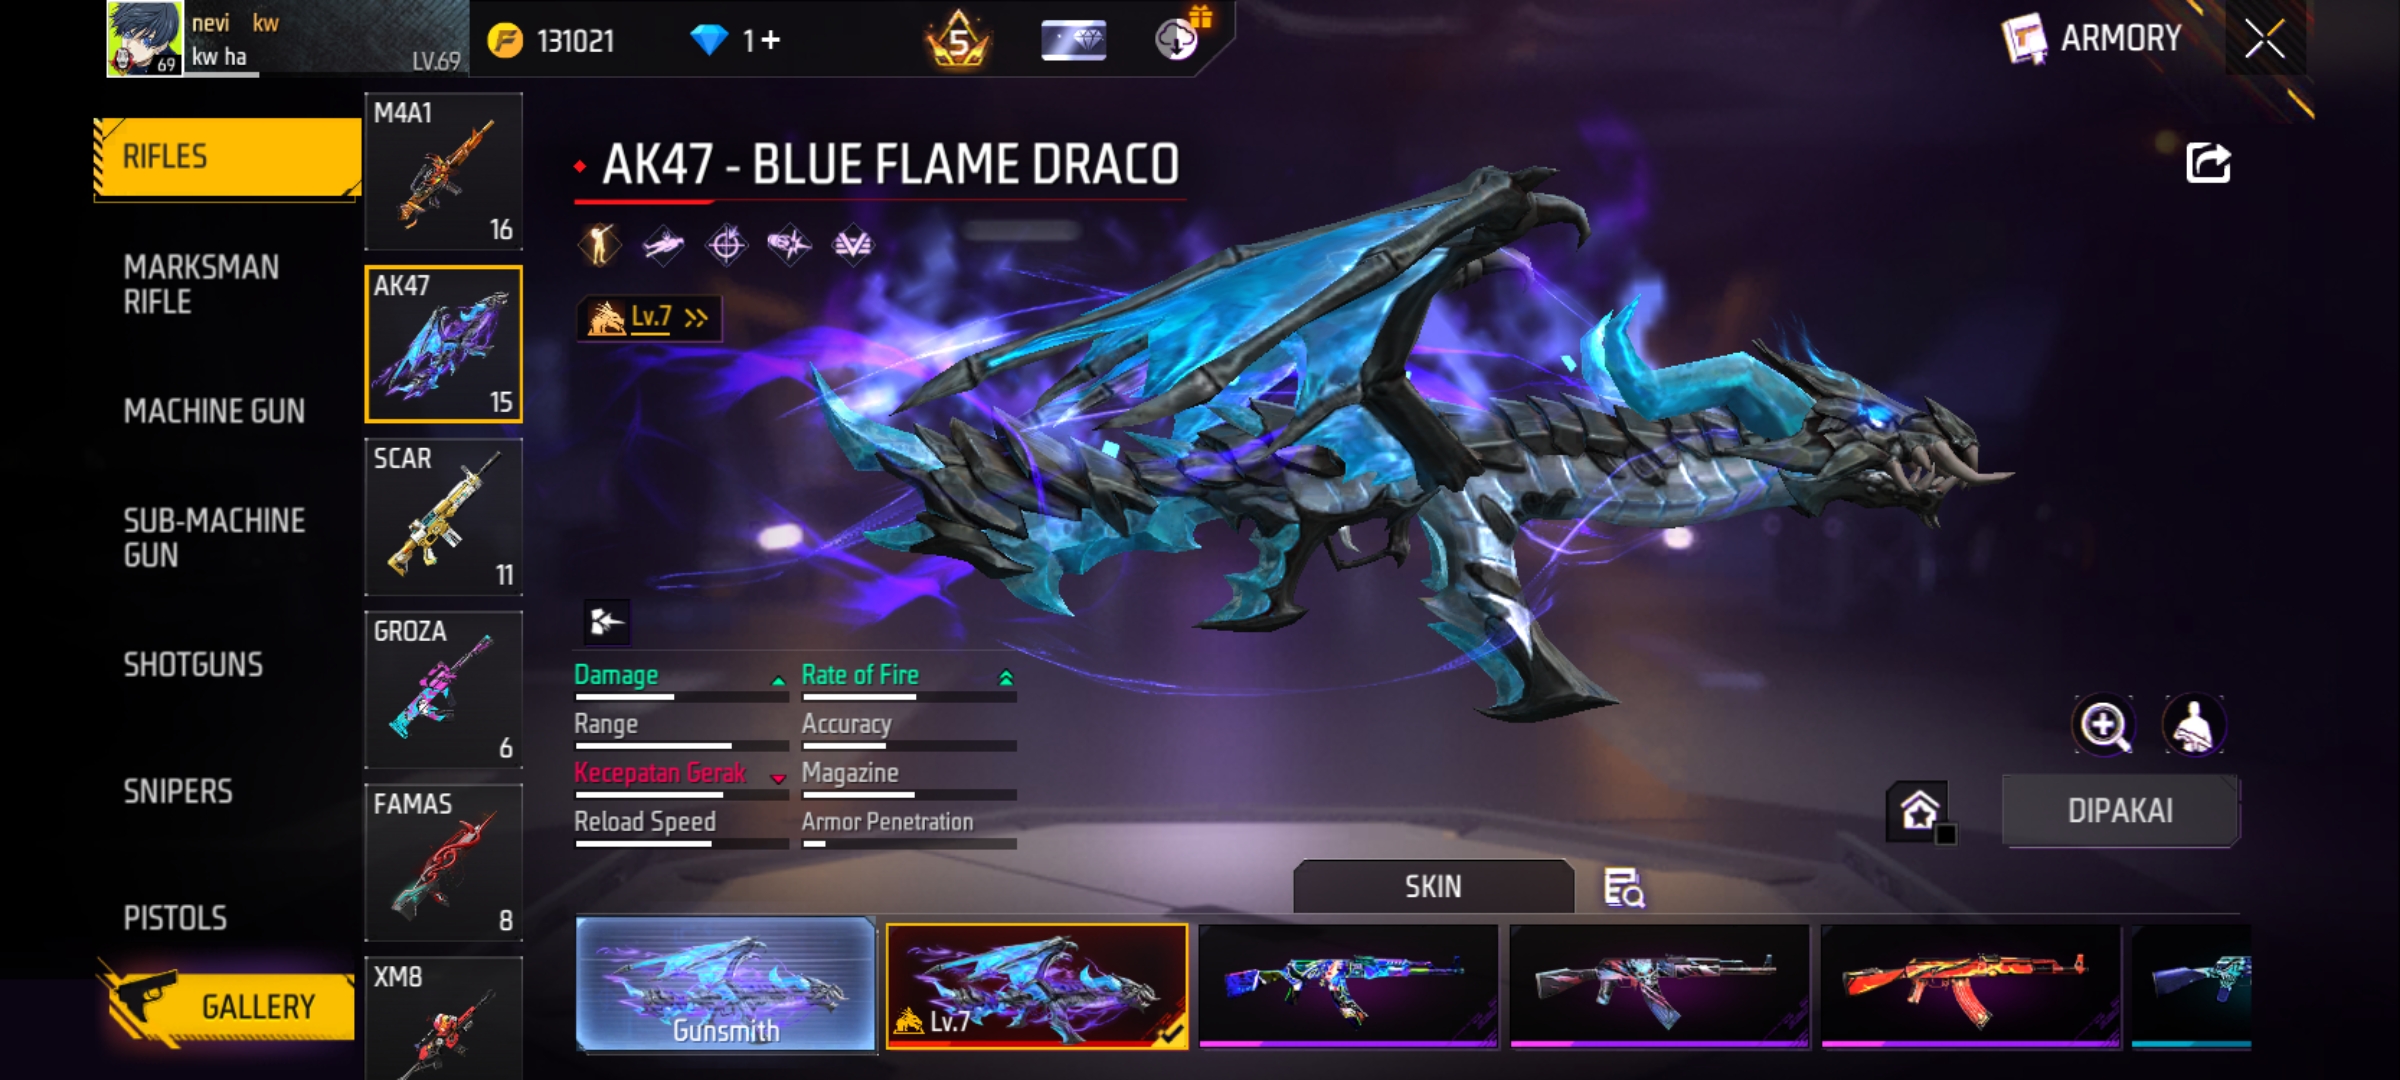 nevi kw
kw ha
69
LV.69
131021
1+
5
ARMORY
RIFLES
MARKSMAN
RIFLE
MACHINE GUN
SUB-MACHINE
GUN
SHOTGUNS
SNIPERS
PISTOLS
GALLERY
M4A1
16
AK47
15
SCAR
11
GROZA
6
FAMAS
8
XM8
AK47 - BLUE FLAME DRACO
Lv.7
Damage
Rate of Fire
Range
Accuracy
Kecepatan Gerak
Magazine
Reload Speed
Armor Penetration
DIPAKAI
SKIN
Gunsmith
Lv.7